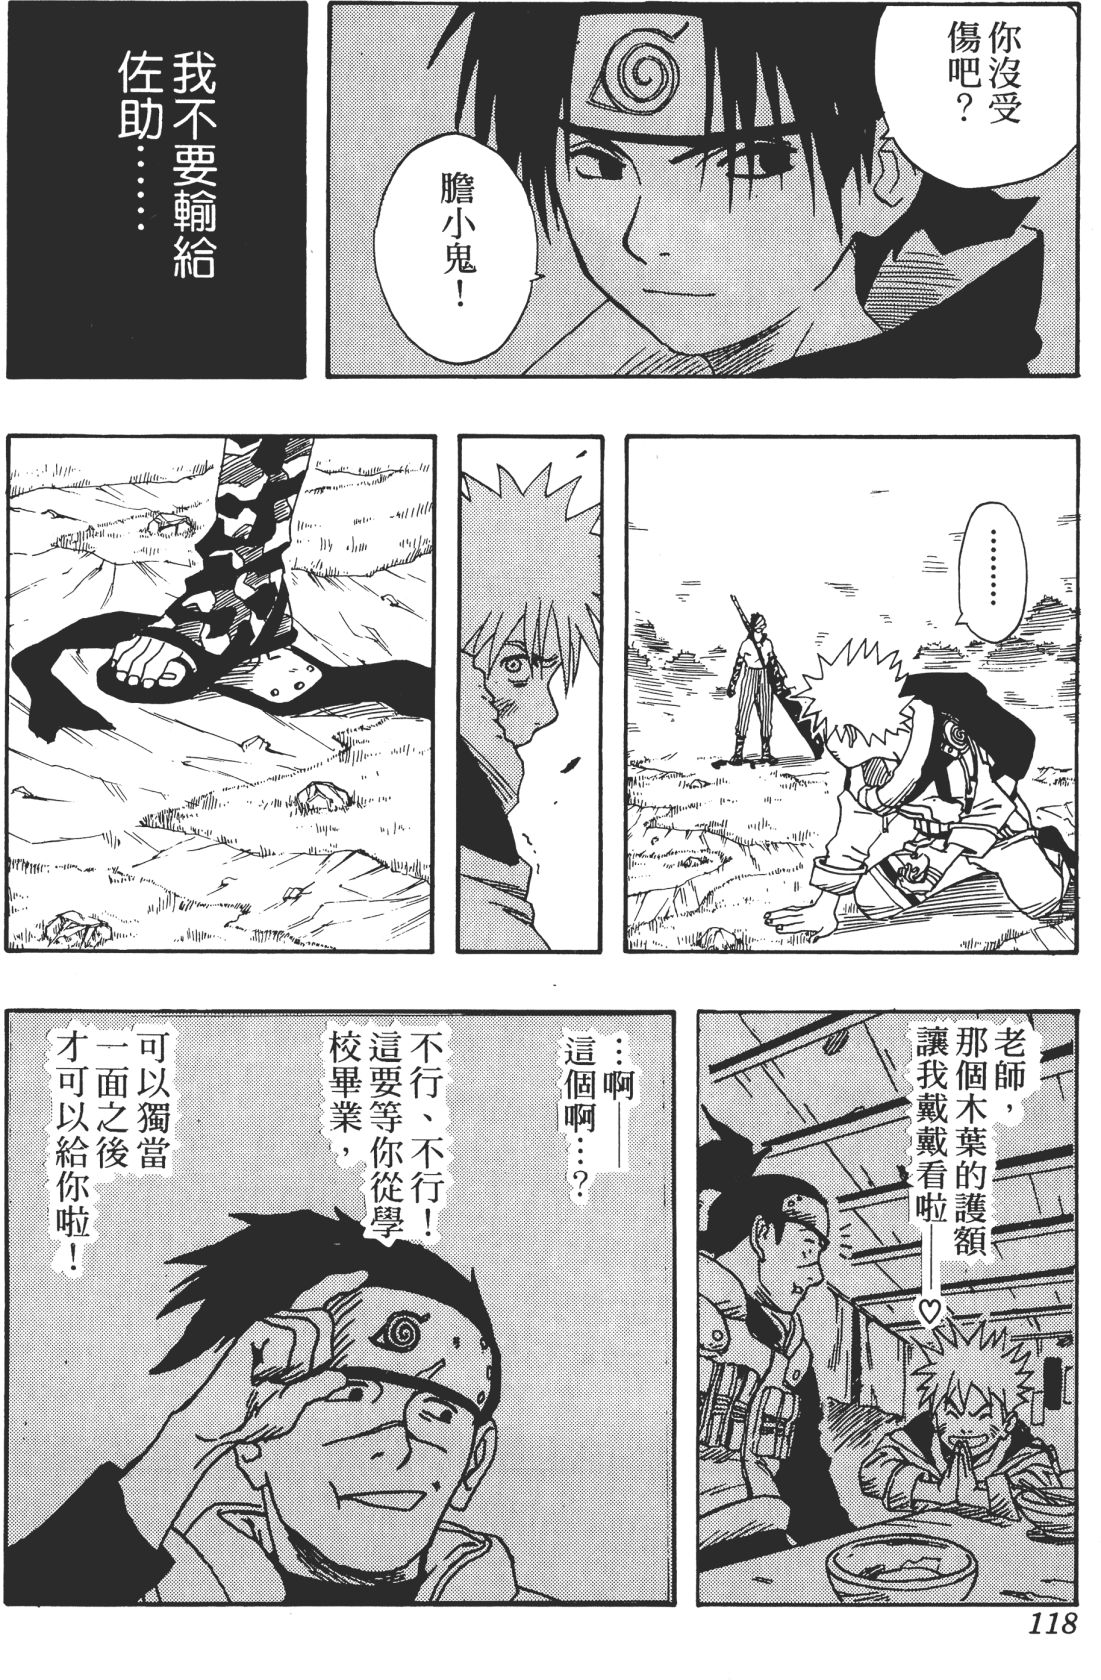 你沒受
傷吧？
膽小鬼！
我不要輸給
佐助⋯⋯
⋯⋯⋯
老師，
那個木葉的護額
讓我戴戴看啦──♡
⋯啊──
這個啊⋯？
不行、不行！
這要等你從學
校畢業，
可以獨當
一面之後
才可以給你啦！
118